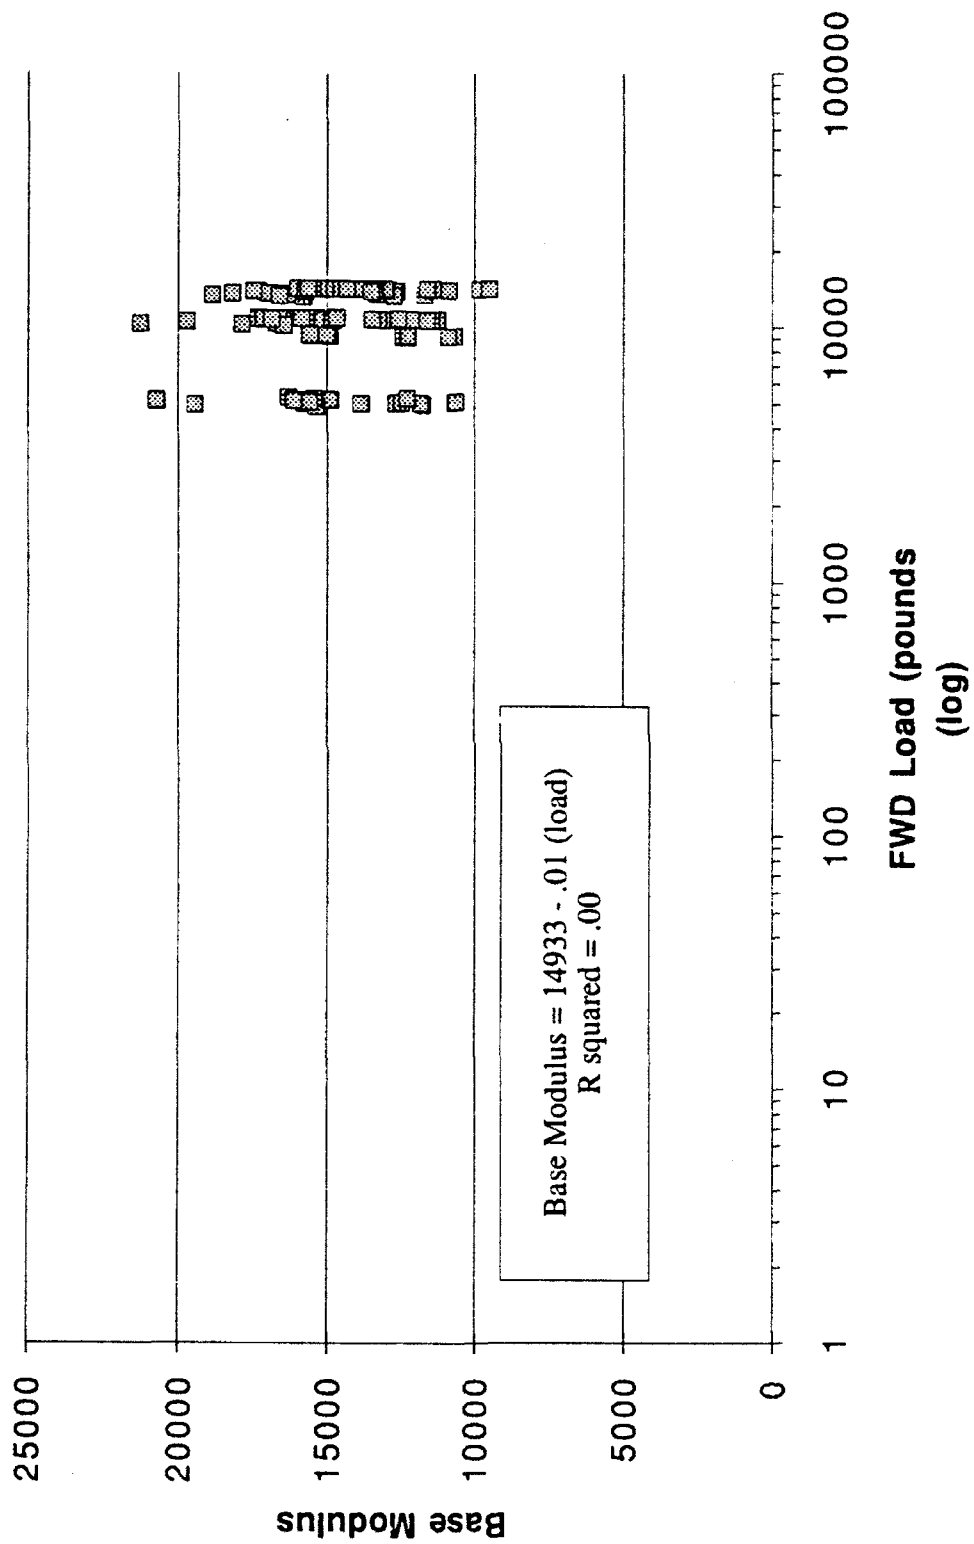 Base Modulus
25000
20000
15000
10000
5000
0
Base Modulus = 14933 - .01 (load)
R squared = .00
1
10
100
1000
10000
100000
FWD Load (pounds
(log)